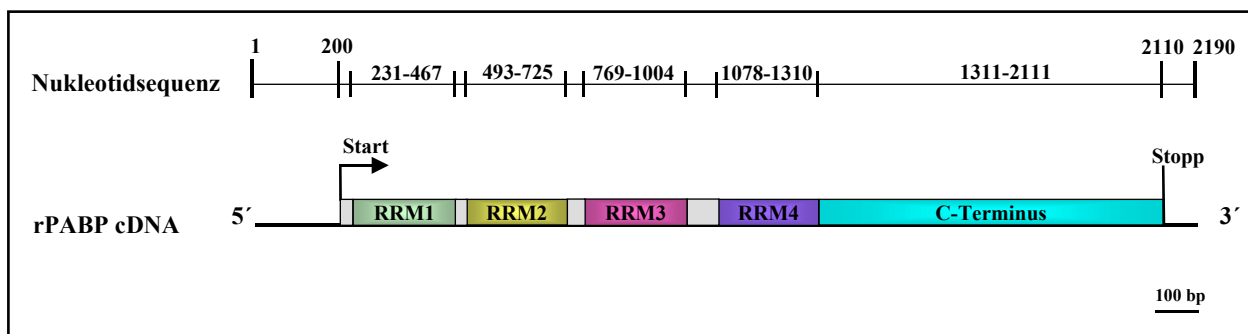 1 200 2110 2190
Nukleotidsequenz 231-467 493-725 769-1004 1078-1310 1311-2111
Start Stopp
rPABP cDNA 5´ RRM1 RRM2 RRM3 RRM4 C-Terminus 3´
100 bp